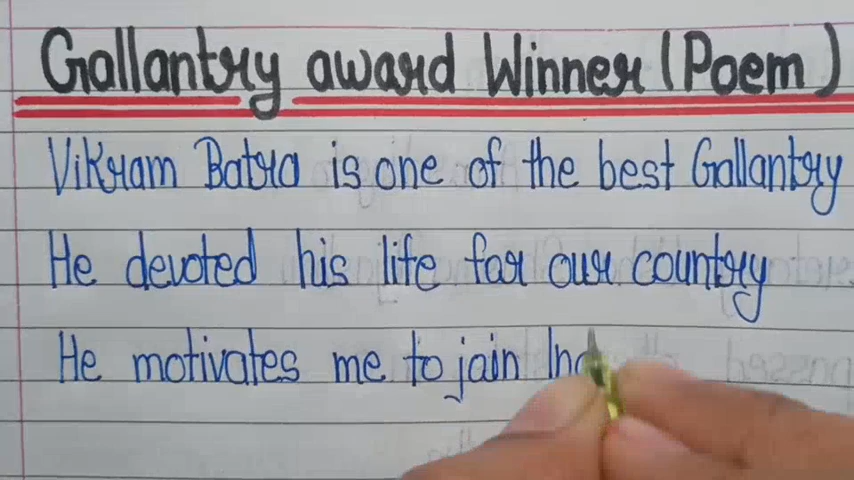 Gallantry award Winner (Poem)
Vikram Batra is one of the best Gallantry
He devoted his life for our country
He motivates me to join